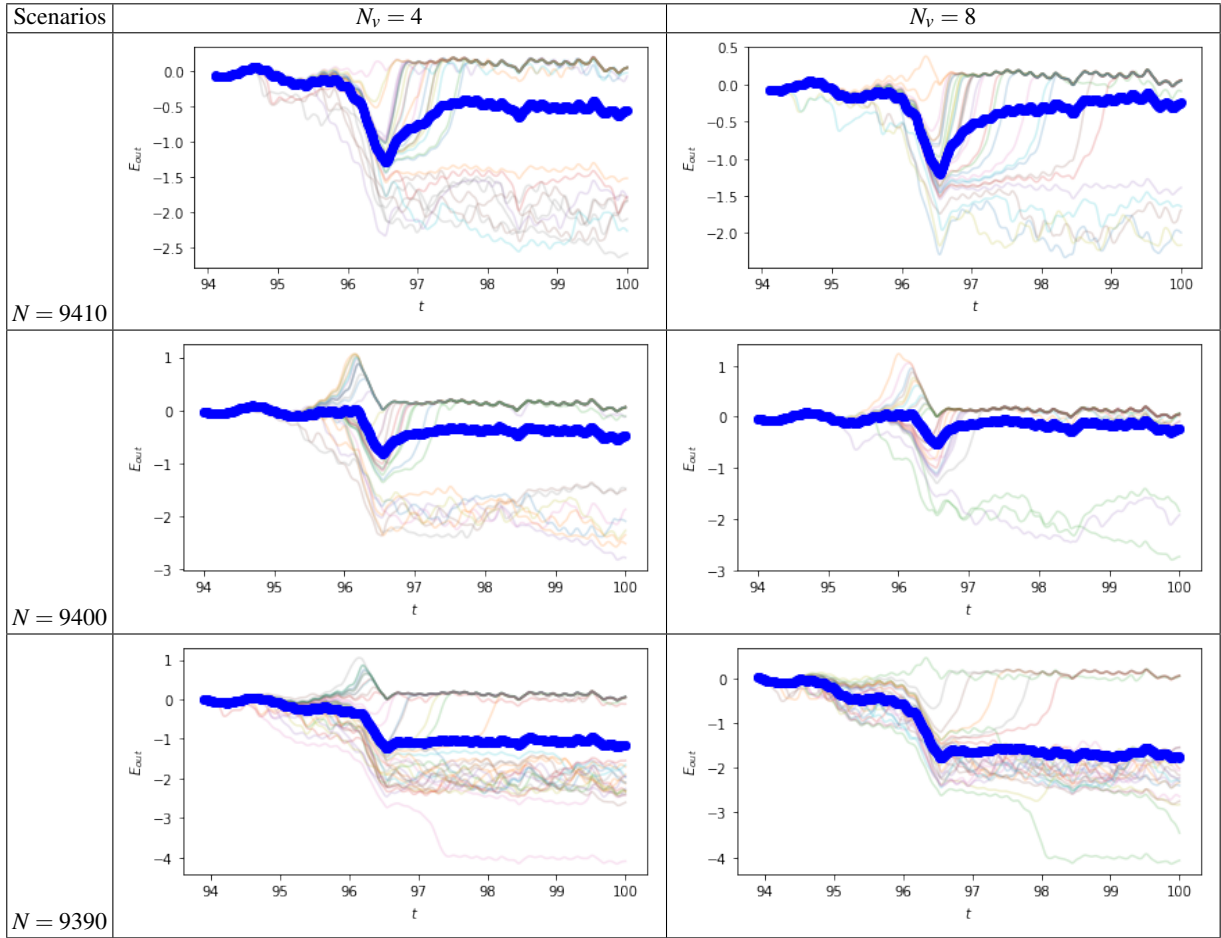 Scenarios
N_v = 4
N_v = 8
N = 9410
0.0
−0.5
−1.0
−1.5
−2.0
−2.5
E_out
94 95 96 97 98 99 100
t
0.5
0.0
−0.5
−1.0
−1.5
−2.0
E_out
94 95 96 97 98 99 100
t
N = 9400
1
0
−1
−2
−3
E_out
94 95 96 97 98 99 100
t
1
0
−1
−2
−3
E_out
94 95 96 97 98 99 100
t
N = 9390
1
0
−1
−2
−3
−4
E_out
94 95 96 97 98 99 100
t
0
−1
−2
−3
−4
E_out
94 95 96 97 98 99 100
t